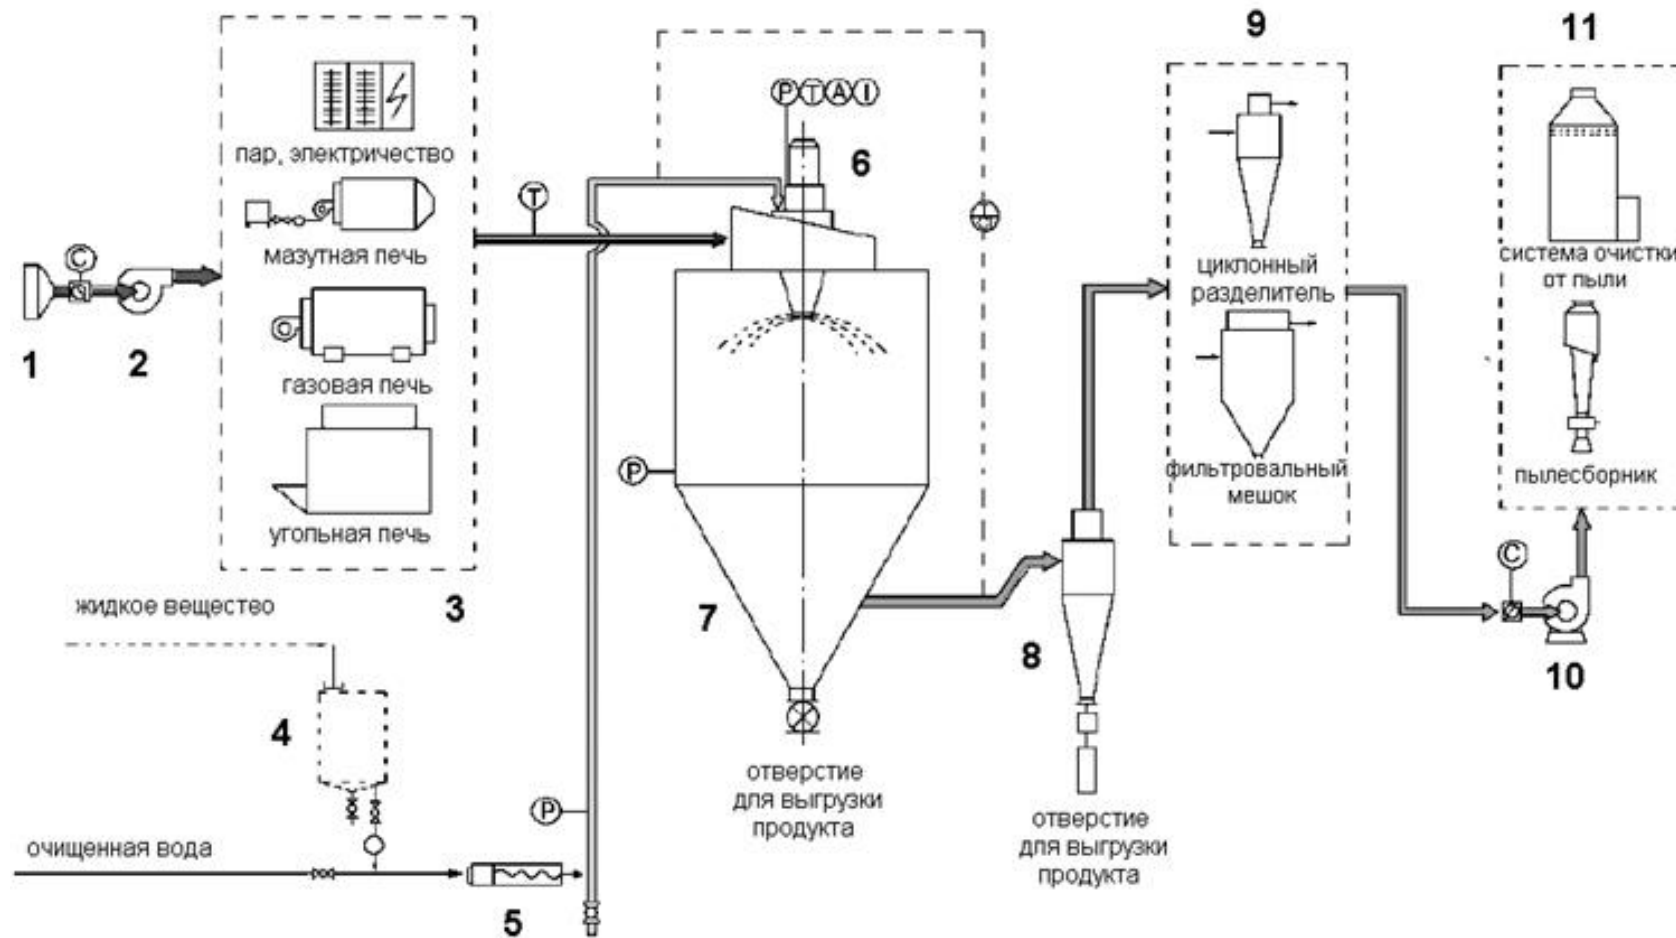 9
11
P T A I
6
пар, электричество
T
C
мазутная печь
циклонный
разделитель
система очистки
от пыли
1
2
газовая печь
P
фильтровальный
мешок
пылесборник
угольная печь
C
жидкое вещество
3
7
8
10
4
отверстие
для выгрузки
продукта
P
отверстие
для выгрузки
продукта
очищенная вода
5